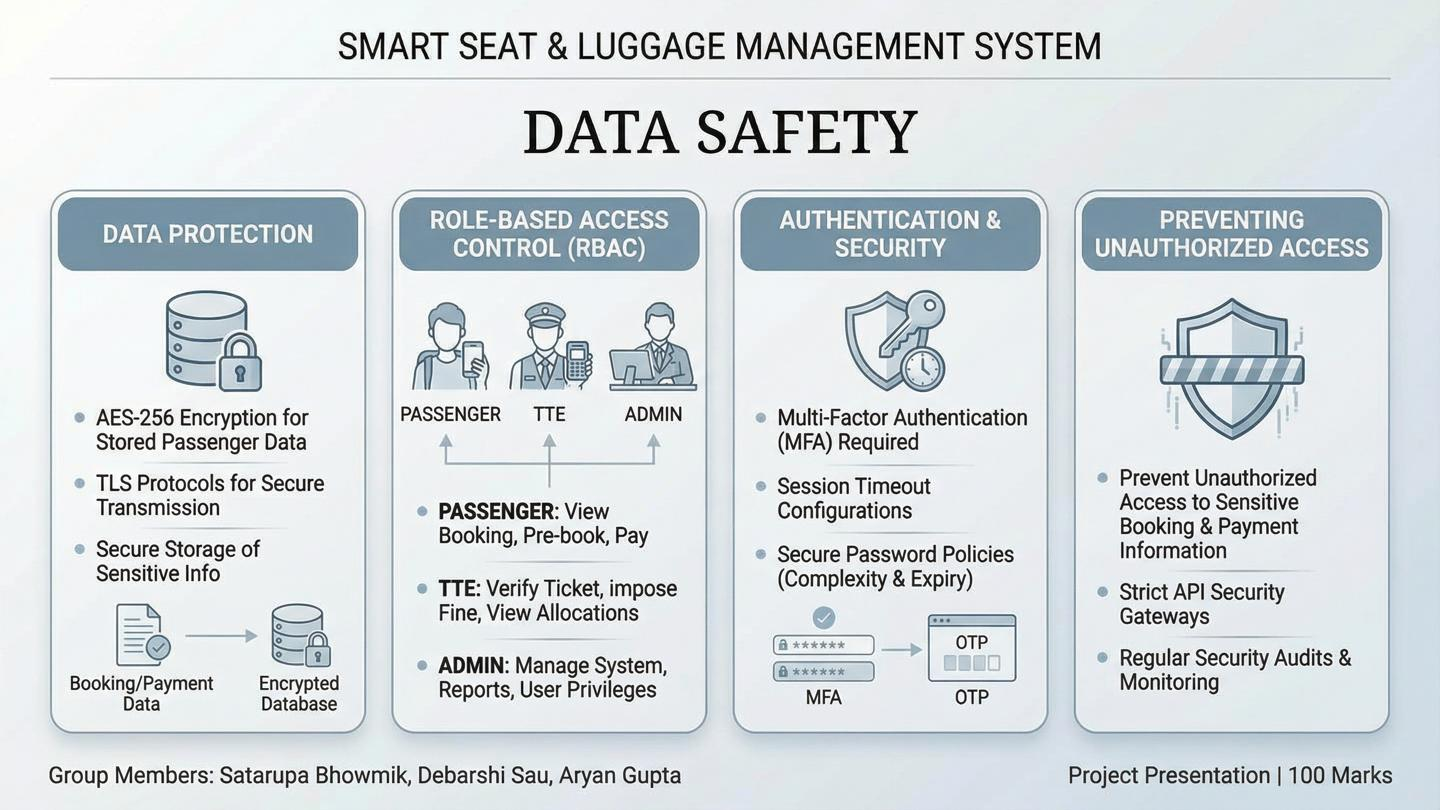 SMART SEAT & LUGGAGE MANAGEMENT SYSTEM
DATA SAFETY
DATA PROTECTION
• AES-256 Encryption for
Stored Passenger Data
• TLS Protocols for Secure
Transmission
• Secure Storage of
Sensitive Info
Booking/Payment
Data
Encrypted
Database
ROLE-BASED ACCESS
CONTROL (RBAC)
PASSENGER
TTE
ADMIN
• PASSENGER: View
Booking, Pre-book, Pay
• TTE: Verify Ticket, impose
Fine, View Allocations
• ADMIN: Manage System,
Reports, User Privileges
AUTHENTICATION &
SECURITY
• Multi-Factor Authentication
(MFA) Required
• Session Timeout
Configurations
• Secure Password Policies
(Complexity & Expiry)
******
******
MFA
OTP
OTP
PREVENTING
UNAUTHORIZED ACCESS
• Prevent Unauthorized
Access to Sensitive
Booking & Payment
Information
• Strict API Security
Gateways
• Regular Security Audits &
Monitoring
Group Members: Satarupa Bhowmik, Debarshi Sau, Aryan Gupta
Project Presentation | 100 Marks